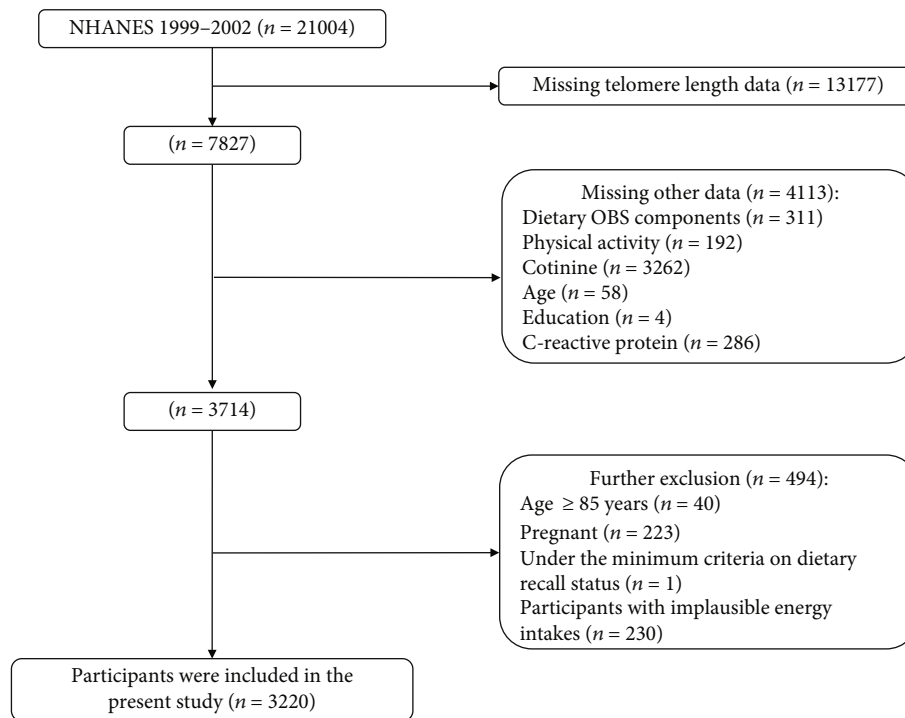 NHANES 1999–2002 (n = 21004)
Missing telomere length data (n = 13177)
(n = 7827)
Missing other data (n = 4113):
Dietary OBS components (n = 311)
Physical activity (n = 192)
Cotinine (n = 3262)
Age (n = 58)
Education (n = 4)
C-reactive protein (n = 286)
(n = 3714)
Further exclusion (n = 494):
Age ≥ 85 years (n = 40)
Pregnant (n = 223)
Under the minimum criteria on dietary
recall status (n = 1)
Participants with implausible energy
intakes (n = 230)
Participants were included in the
present study (n = 3220)